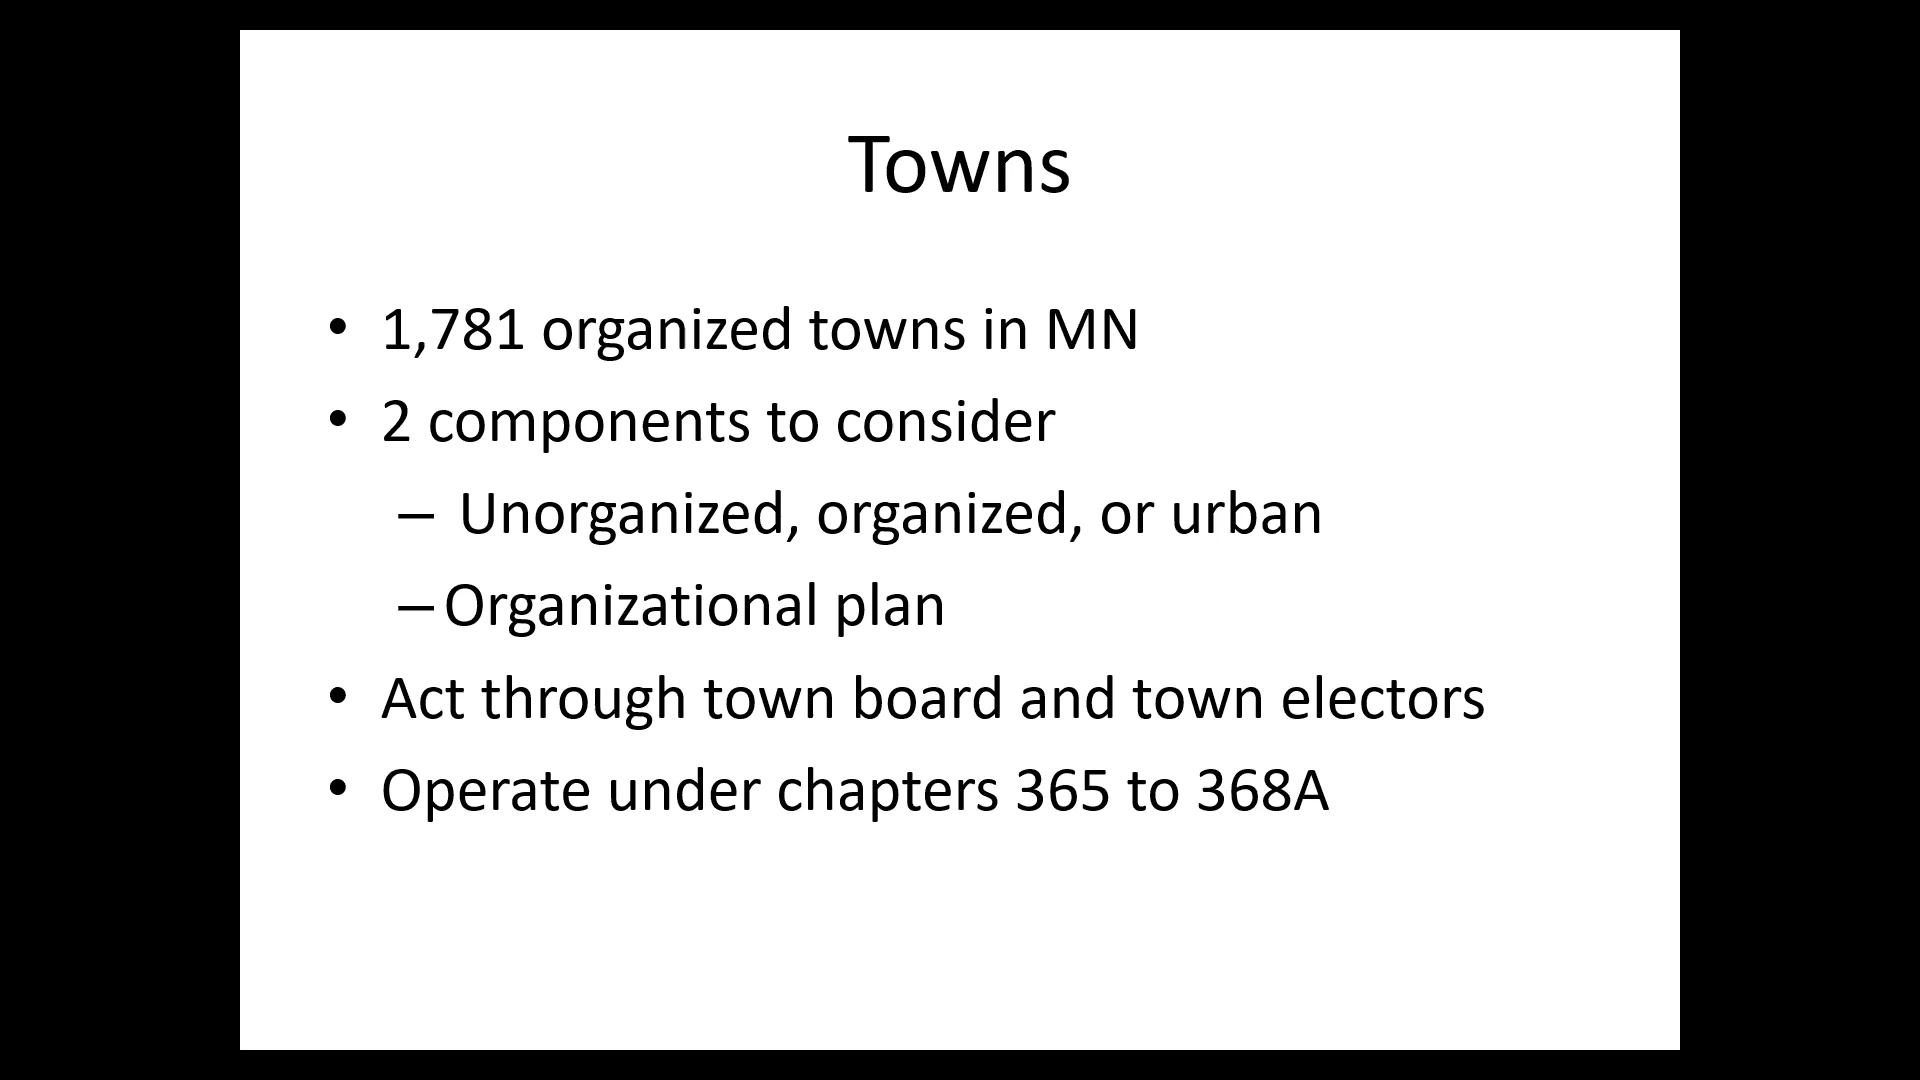 Towns
• 1,781 organized towns in MN
• 2 components to consider
– Unorganized, organized, or urban
– Organizational plan
• Act through town board and town electors
• Operate under chapters 365 to 368A